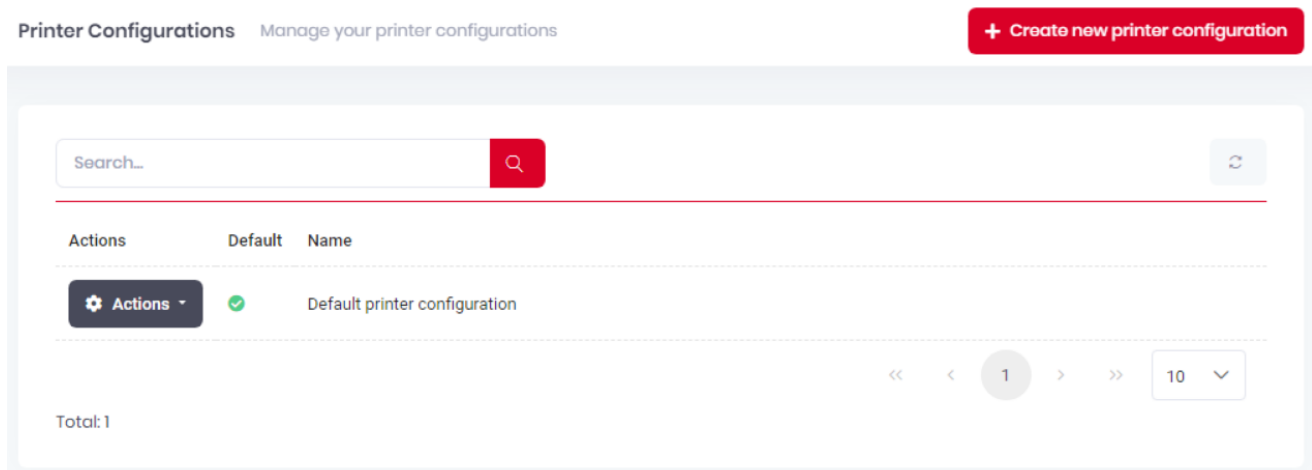 Printer Configurations Manage your printer configurations
+ Create new printer configuration
Search...
Actions Default Name
Actions Default printer configuration
<< < 1 > >> 10
Total: 1